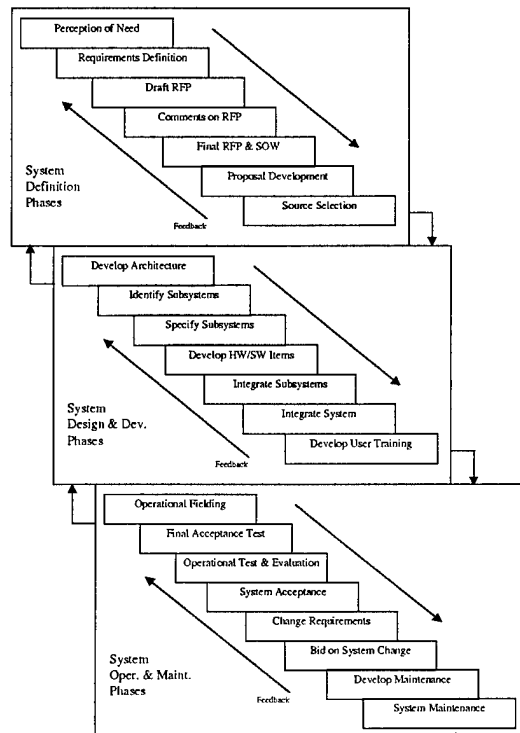 Perception of Need
Requirements Definition
Draft RFP
Comments on RFP
Final RFP & SOW
Proposal Development
Source Selection
System
Definition
Phases
Feedback
Develop Architecture
Identify Subsystems
Specify Subsystems
Develop HW/SW Items
Integrate Subsystems
Integrate System
Develop User Training
System
Design & Dev.
Phases
Feedback
Operational Fielding
Final Acceptance Test
Operational Test & Evaluation
System Acceptance
Change Requirements
Bid on System Change
Develop Maintenance
System Maintenance
System
Oper. & Maint.
Phases
Feedback